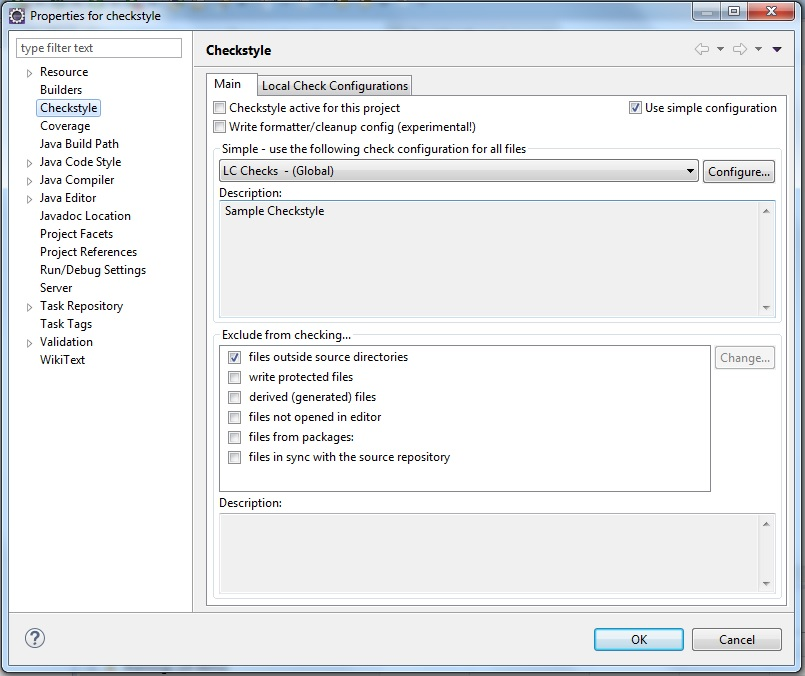 Properties for checkstyle
type filter text
Resource
Builders
Checkstyle
Coverage
Java Build Path
Java Code Style
Java Compiler
Java Editor
Javadoc Location
Project Facets
Project References
Run/Debug Settings
Server
Task Repository
Task Tags
Validation
WikiText
Checkstyle
Main
Local Check Configurations
Checkstyle active for this project
Use simple configuration
Write formatter/cleanup config (experimental!)
Simple - use the following check configuration for all files
LC Checks - (Global)
Configure...
Description:
Sample Checkstyle
Exclude from checking...
files outside source directories
Change...
write protected files
derived (generated) files
files not opened in editor
files from packages:
files in sync with the source repository
Description:
?
OK
Cancel